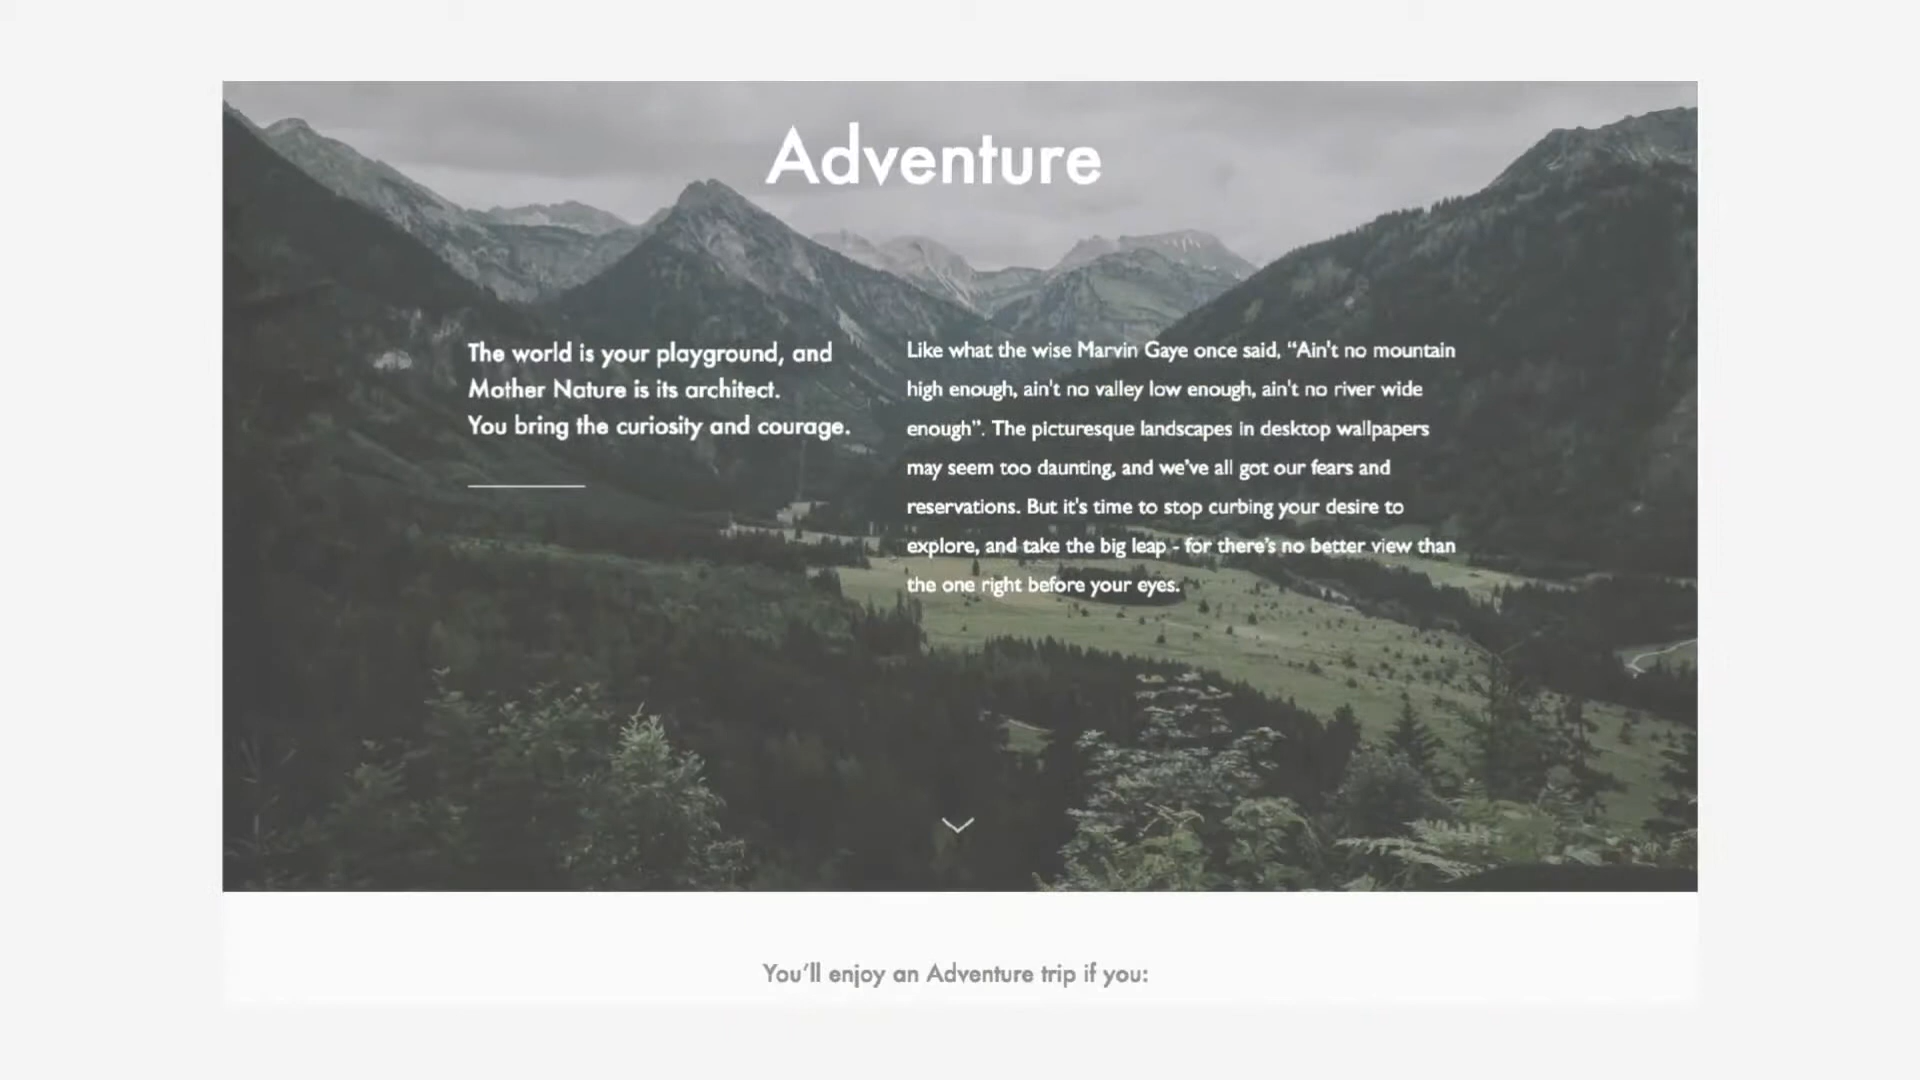 Adventure
The world is your playground, and
Mother Nature is its architect.
You bring the curiosity and courage.
Like what the wise Marvin Gaye once said, “Ain't no mountain
high enough, ain't no valley low enough, ain't no river wide
enough”. The picturesque landscapes in desktop wallpapers
may seem too daunting, and we’ve all got our fears and
reservations. But it's time to stop curbing your desire to
explore, and take the big leap - for there’s no better view than
the one right before your eyes.
You’ll enjoy an Adventure trip if you: